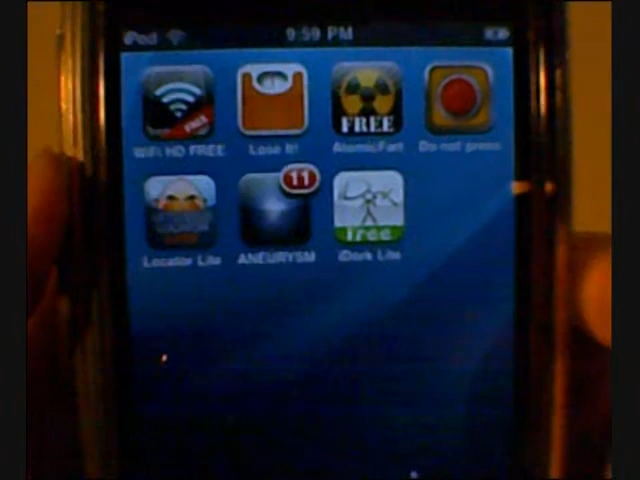 iPod 9:59 PM
FREE
FREE
WiFi HD FREE Lose It! AtomicFart Do not press
11
free
Locator Lite ANEURYSM iDork Lite